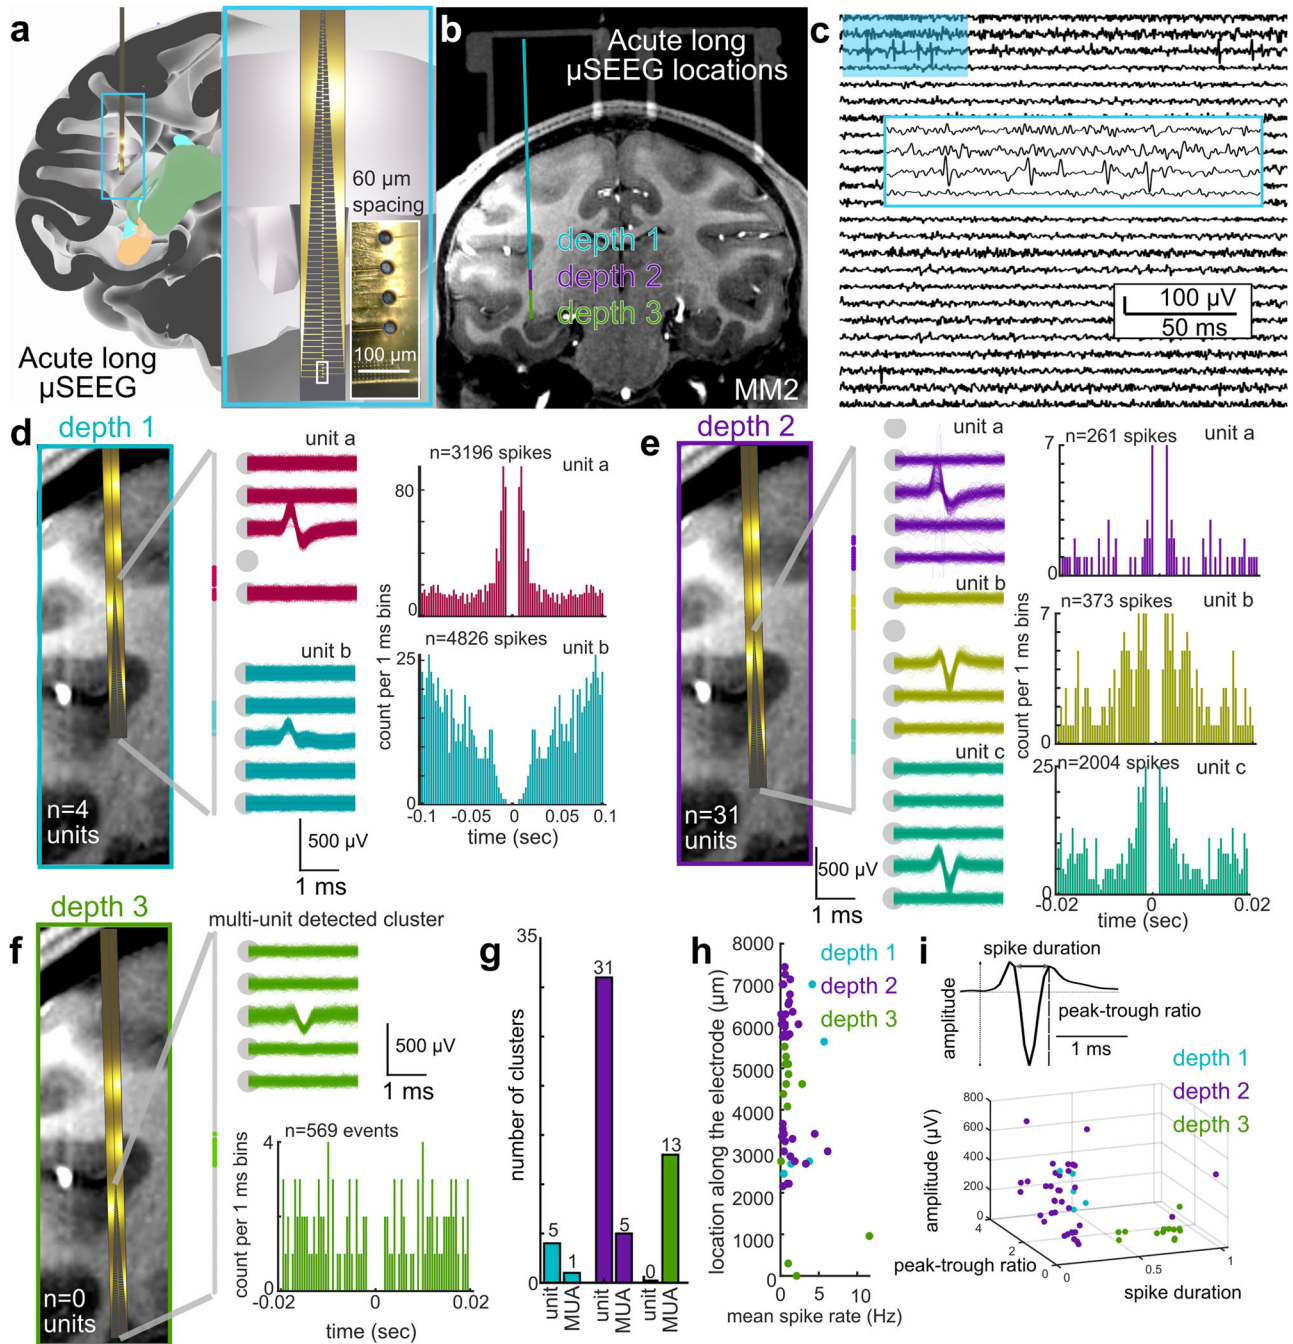 a
60 µm
spacing
100 µm
Acute long
µSEEG
b
Acute long
µSEEG locations
depth 1
depth 2
depth 3
MM2
c
100 µV
50 ms
d
depth 1
n=4
units
unit a
unit b
500 µV
1 ms
n=3196 spikes
unit a
80
0
n=4826 spikes
unit b
25
0
count per 1 ms bins
-0.1 -0.05 0 0.05 0.1
time (sec)
depth 2
e
n=31
units
unit a
unit b
unit c
500 µV
1 ms
7
n=261 spikes
unit a
0
7
n=373 spikes
unit b
0
count per 1 ms bins
25
n=2004 spikes
unit c
0
-0.02 0 0.02
time (sec)
f
depth 3
n=0
units
multi-unit detected cluster
500 µV
1 ms
4
n=569 events
0
count per 1 ms bins
-0.02 0 0.02
time (sec)
g
35
0
number of clusters
5
1
31
5
0
13
unit
MUA
unit
MUA
unit
MUA
h
8000
7000
6000
5000
4000
3000
2000
1000
0
location along the electrode (µm)
depth 1
depth 2
depth 3
0 5 10
mean spike rate (Hz)
i
spike duration
amplitude
peak-trough ratio
1 ms
depth 1
depth 2
depth 3
800
600
400
200
0
amplitude (µV)
4
2
0
peak-trough ratio
0
0.5
1
spike duration